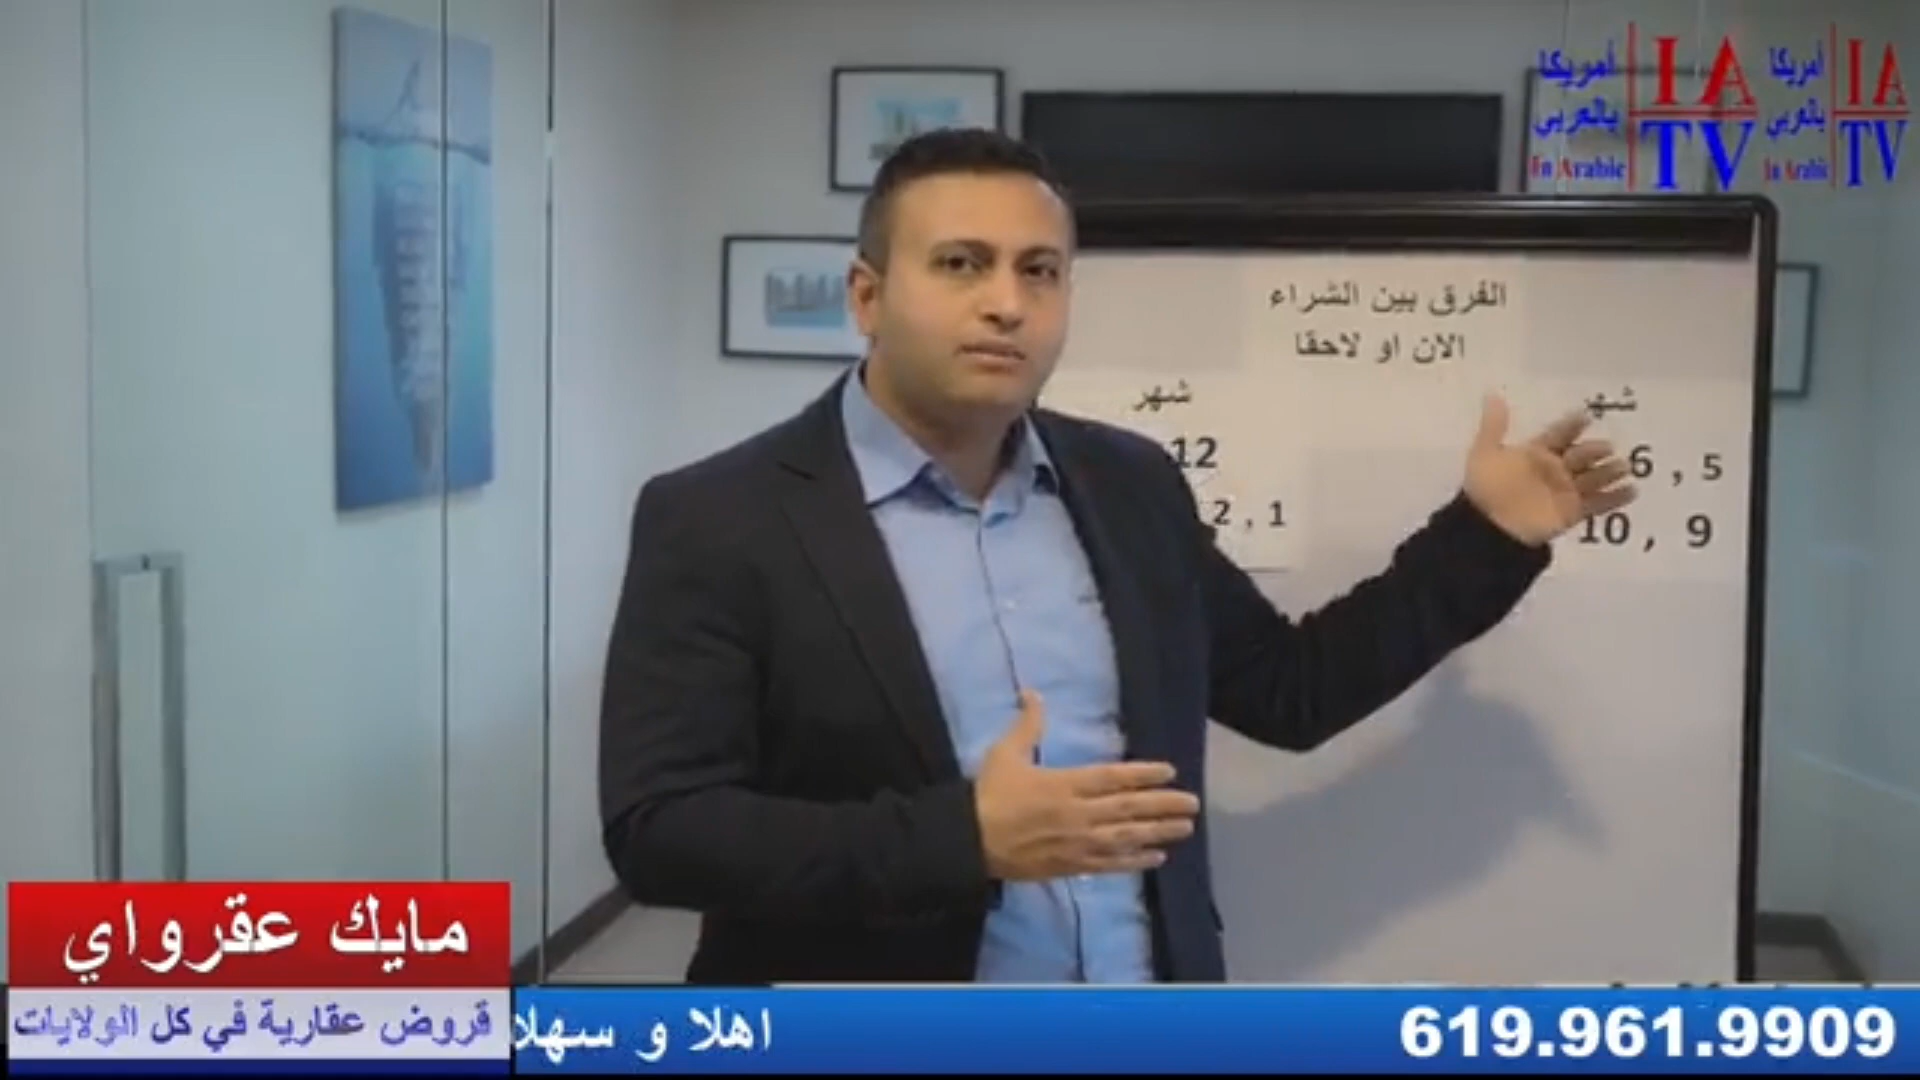 أمريكا
بالعربي
In Arabic
IA
TV
أمريكا
بالعربي
In Arabic
IA
TV
الفرق بين الشراء
الان او لاحقا
شهر
12
2 , 1
شهر
6 , 5
10 , 9
مايك عقرواي
قروض عقارية في كل الولايات
اهلا و سهلا
619.961.9909